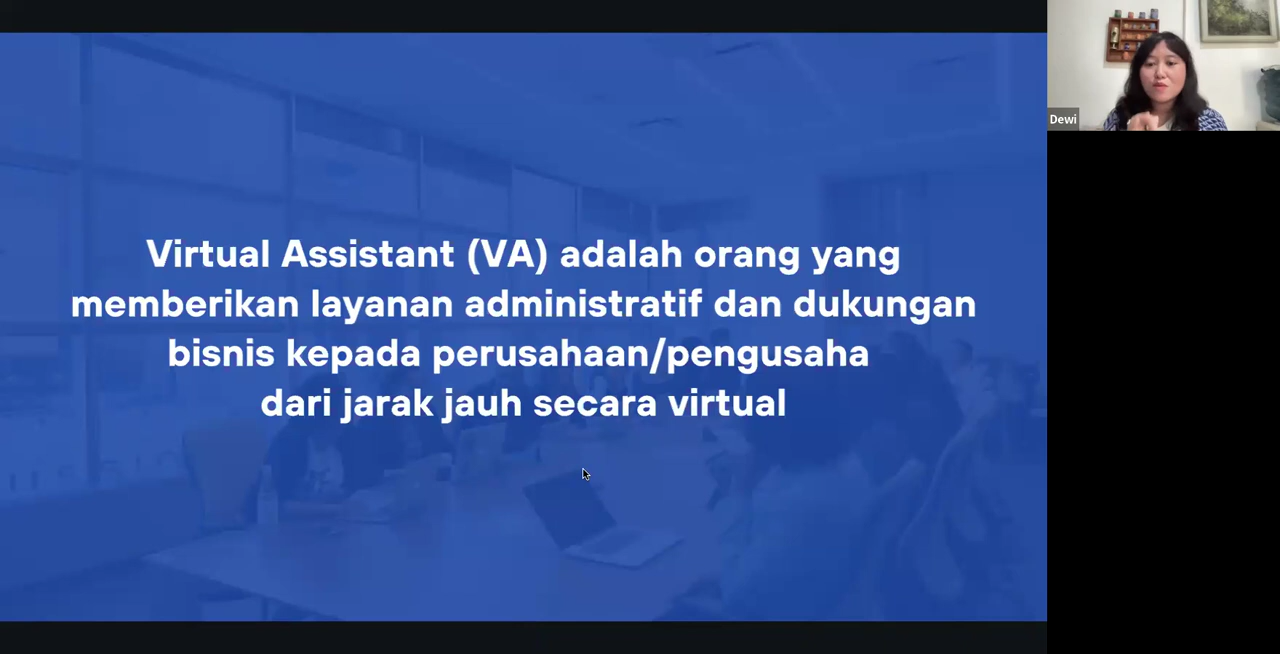 Virtual Assistant (VA) adalah orang yang
memberikan layanan administratif dan dukungan
bisnis kepada perusahaan/pengusaha
dari jarak jauh secara virtual
Dewi